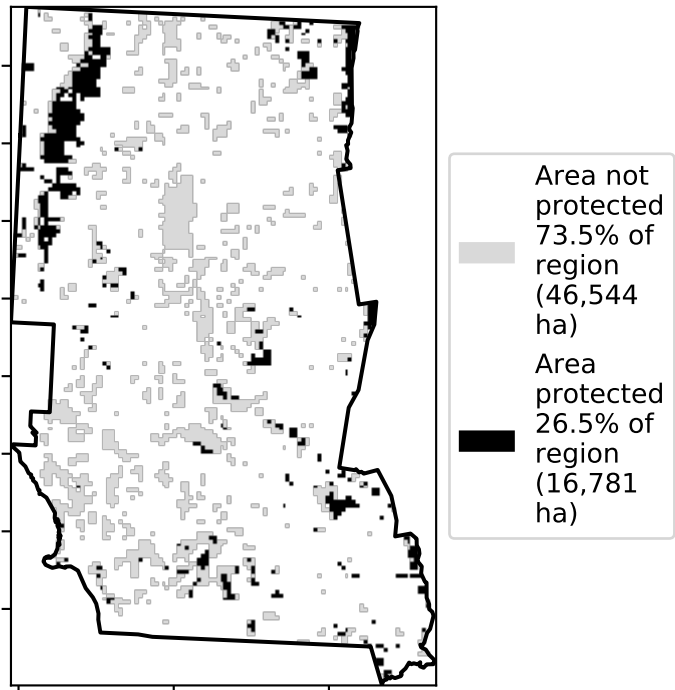 Area not
protected
73.5% of
region
(46,544
ha)
Area
protected
26.5% of
region
(16,781
ha)